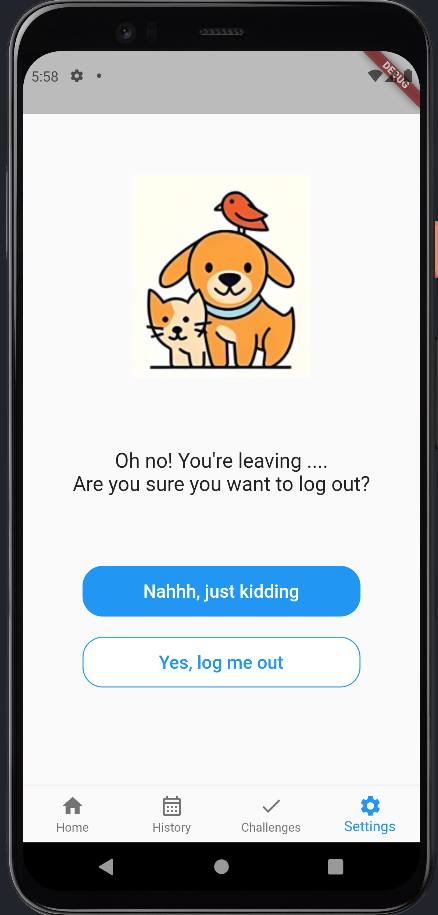 5:58
DEBUG
Oh no! You're leaving ....
Are you sure you want to log out?
Nahhh, just kidding
Yes, log me out
Home
History
Challenges
Settings